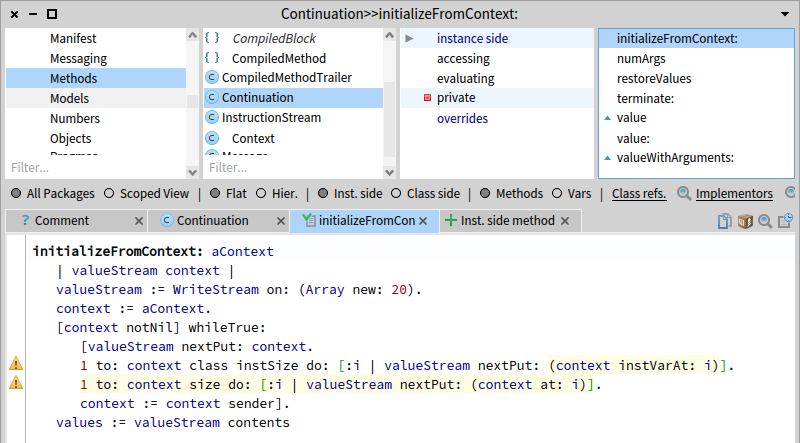 Continuation>>initializeFromContext:
Manifest
Messaging
Methods
Models
Numbers
Objects
Filter...
{ } CompiledBlock
{ } CompiledMethod
C CompiledMethodTrailer
C Continuation
C InstructionStream
C Context
Filter...
instance side
accessing
evaluating
private
overrides
initializeFromContext:
numArgs
restoreValues
terminate:
value
value:
valueWithArguments:
All Packages Scoped View | Flat Hier. | Inst. side Class side | Methods Vars | Class refs. Implementors
? Comment × C Continuation × initializeFromCon × + Inst. side method ×
initializeFromContext: aContext
| valueStream context |
valueStream := WriteStream on: (Array new: 20).
context := aContext.
[context notNil] whileTrue:
[valueStream nextPut: context.
1 to: context class instSize do: [:i | valueStream nextPut: (context instVarAt: i)].
1 to: context size do: [:i | valueStream nextPut: (context at: i)].
context := context sender].
values := valueStream contents